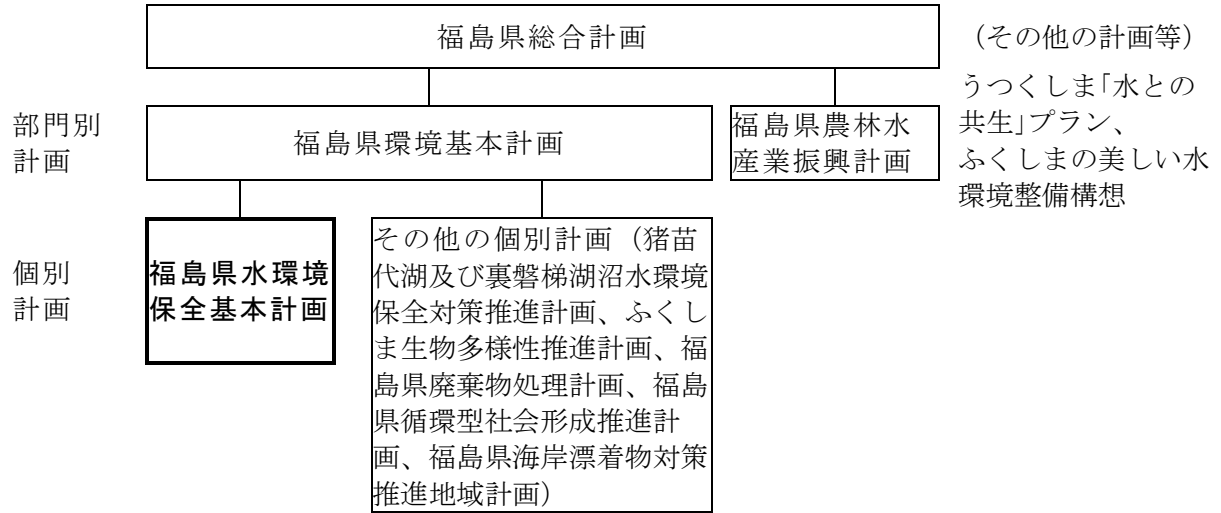 福島県総合計画
（その他の計画等）
うつくしま｢水との
共生｣プラン、
ふくしまの美しい水
環境整備構想
部門別
計画
福島県環境基本計画
福島県農林水
産業振興計画
個別
計画
福島県水環境
保全基本計画
その他の個別計画（猪苗
代湖及び裏磐梯湖沼水環境
保全対策推進計画、ふくし
ま生物多様性推進計画、福
島県廃棄物処理計画、福島
県循環型社会形成推進計
画、福島県海岸漂着物対策
推進地域計画）